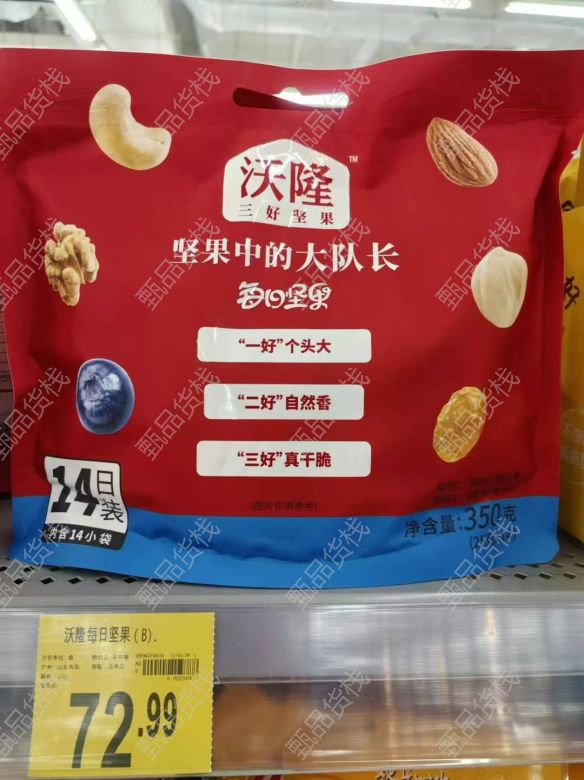 沃隆
TM
三好坚果
坚果中的大队长
每日坚果
“一好”个头大
“二好”自然香
“三好”真干脆
14日装
内含14小袋
(图片仅供参考)
净含量:350克
沃隆每日坚果(B).
72.99
甄品货栈